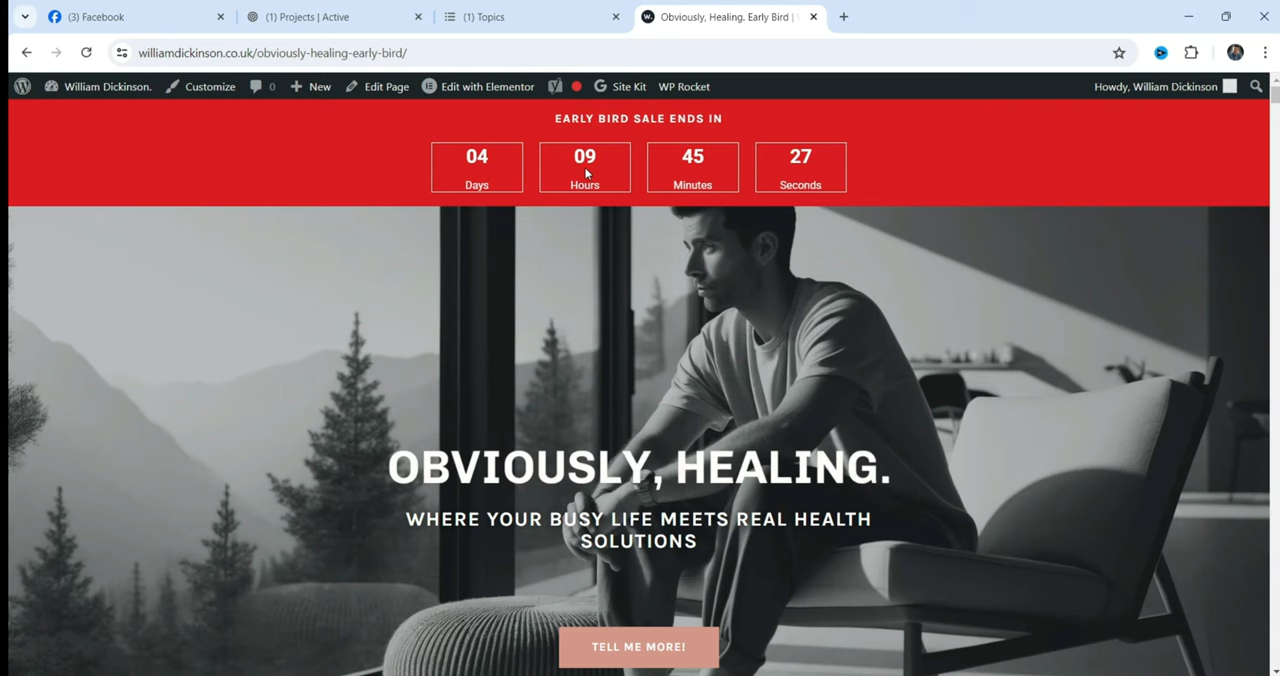 (3) Facebook
(1) Projects | Active
(1) Topics
Obviously, Healing. Early Bird |
williamdickinson.co.uk/obviously-healing-early-bird/
William Dickinson.
Customize
0
New
Edit Page
Edit with Elementor
Site Kit
WP Rocket
Howdy, William Dickinson
EARLY BIRD SALE ENDS IN
04
09
45
27
Days
Hours
Minutes
Seconds
OBVIOUSLY, HEALING.
WHERE YOUR BUSY LIFE MEETS REAL HEALTH
SOLUTIONS
TELL ME MORE!